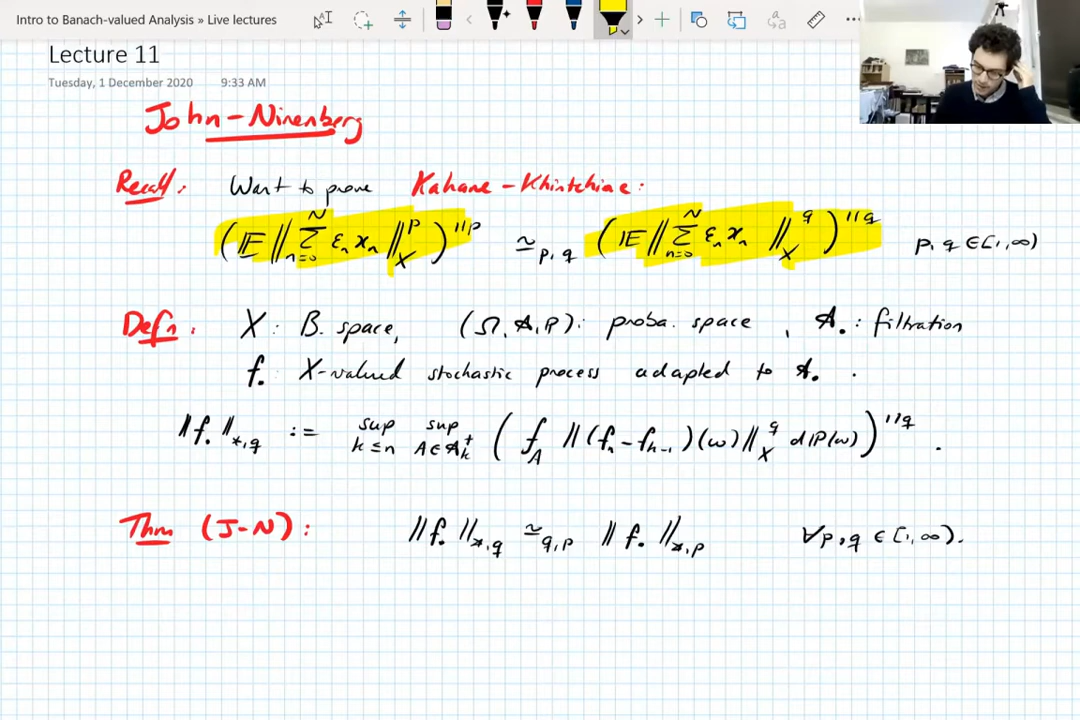 Intro to Banach-valued Analysis » Live lectures
Lecture 11
Tuesday, 1 December 2020 9:33 AM
John-Nirenberg
Recall: Want to prove Kahane-Khintchine:
(𝔼‖∑_{n=0}^N ε_n x_n‖_X^p)^{1/p} ≃_{p,q} (𝔼‖∑_{n=0}^N ε_n x_n‖_X^q)^{1/q} p,q ∈ [1,∞)
Defn: X: B. space, (Ω, A, P): proba. space, A.: filtration
f. X-valued stochastic process adapted to A. .
‖f.‖_{*,q} := sup_{k≤n} sup_{A∈A_k^+} (⨍_A ‖(f_n - f_{k-1})(ω)‖_X^q dP(ω))^{1/q} .
Thm (J-N): ‖f.‖_{*,q} ≃_{q,p} ‖f.‖_{*,p} ∀p,q ∈ [1,∞).